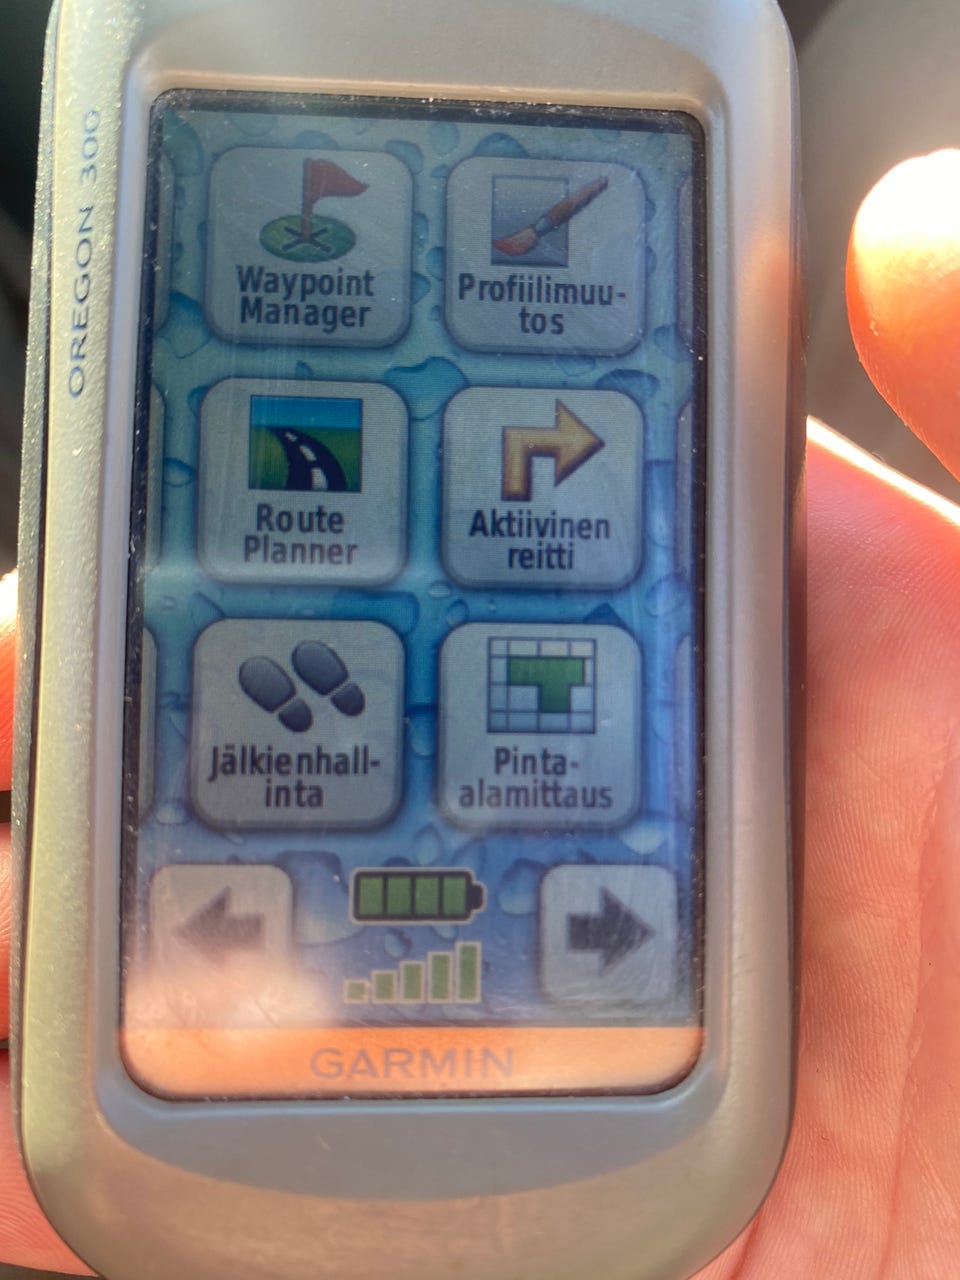 OREGON 300
Waypoint
Manager
Profiilimuu-
tos
Route
Planner
Aktiivinen
reitti
Jälkienhall-
inta
Pinta-
alamittaus
GARMIN